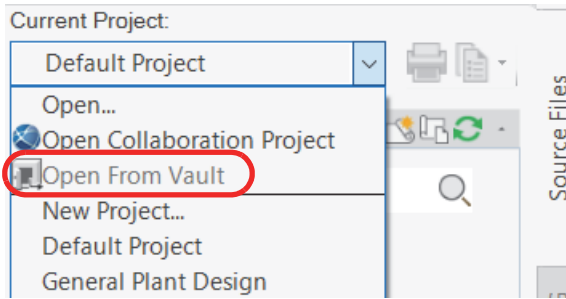 Current Project:
Default Project
Open...
Open Collaboration Project
Open From Vault
New Project...
Default Project
General Plant Design
Source Files